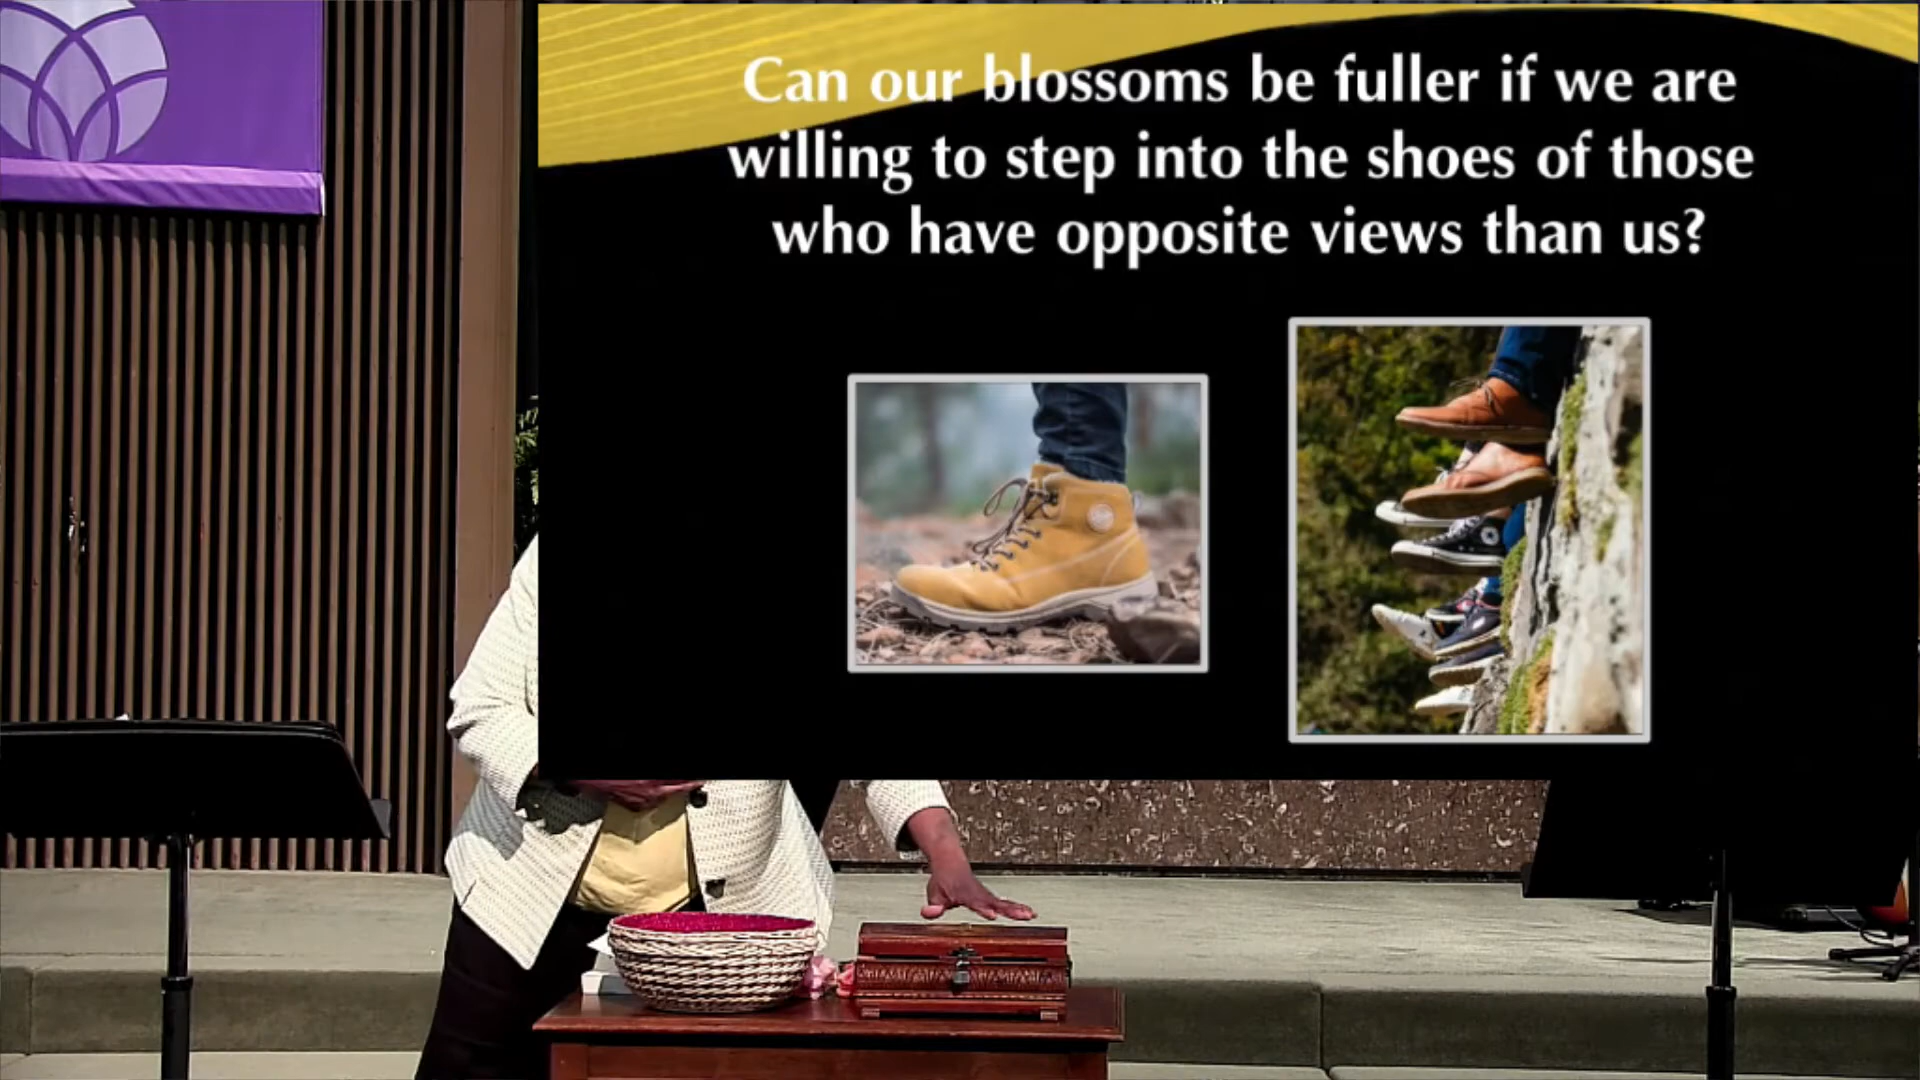 Can our blossoms be fuller if we are
willing to step into the shoes of those
who have opposite views than us?